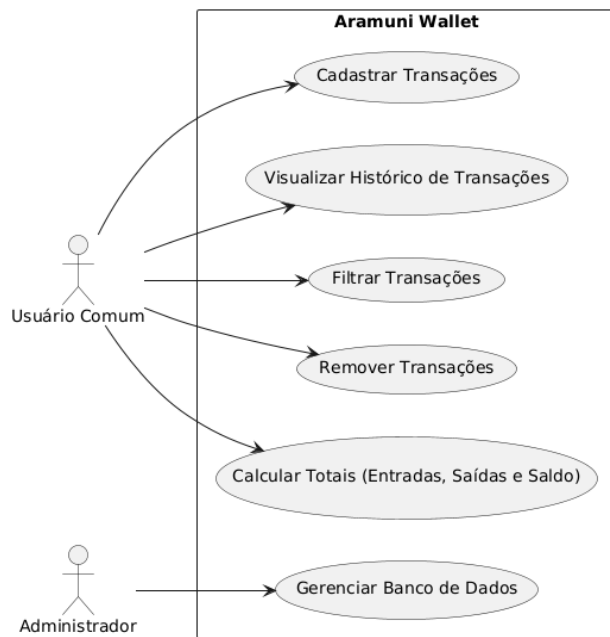 Aramuni Wallet
Cadastrar Transações
Visualizar Histórico de Transações
Filtrar Transações
Usuário Comum
Remover Transações
Calcular Totais (Entradas, Saídas e Saldo)
Gerenciar Banco de Dados
Administrador